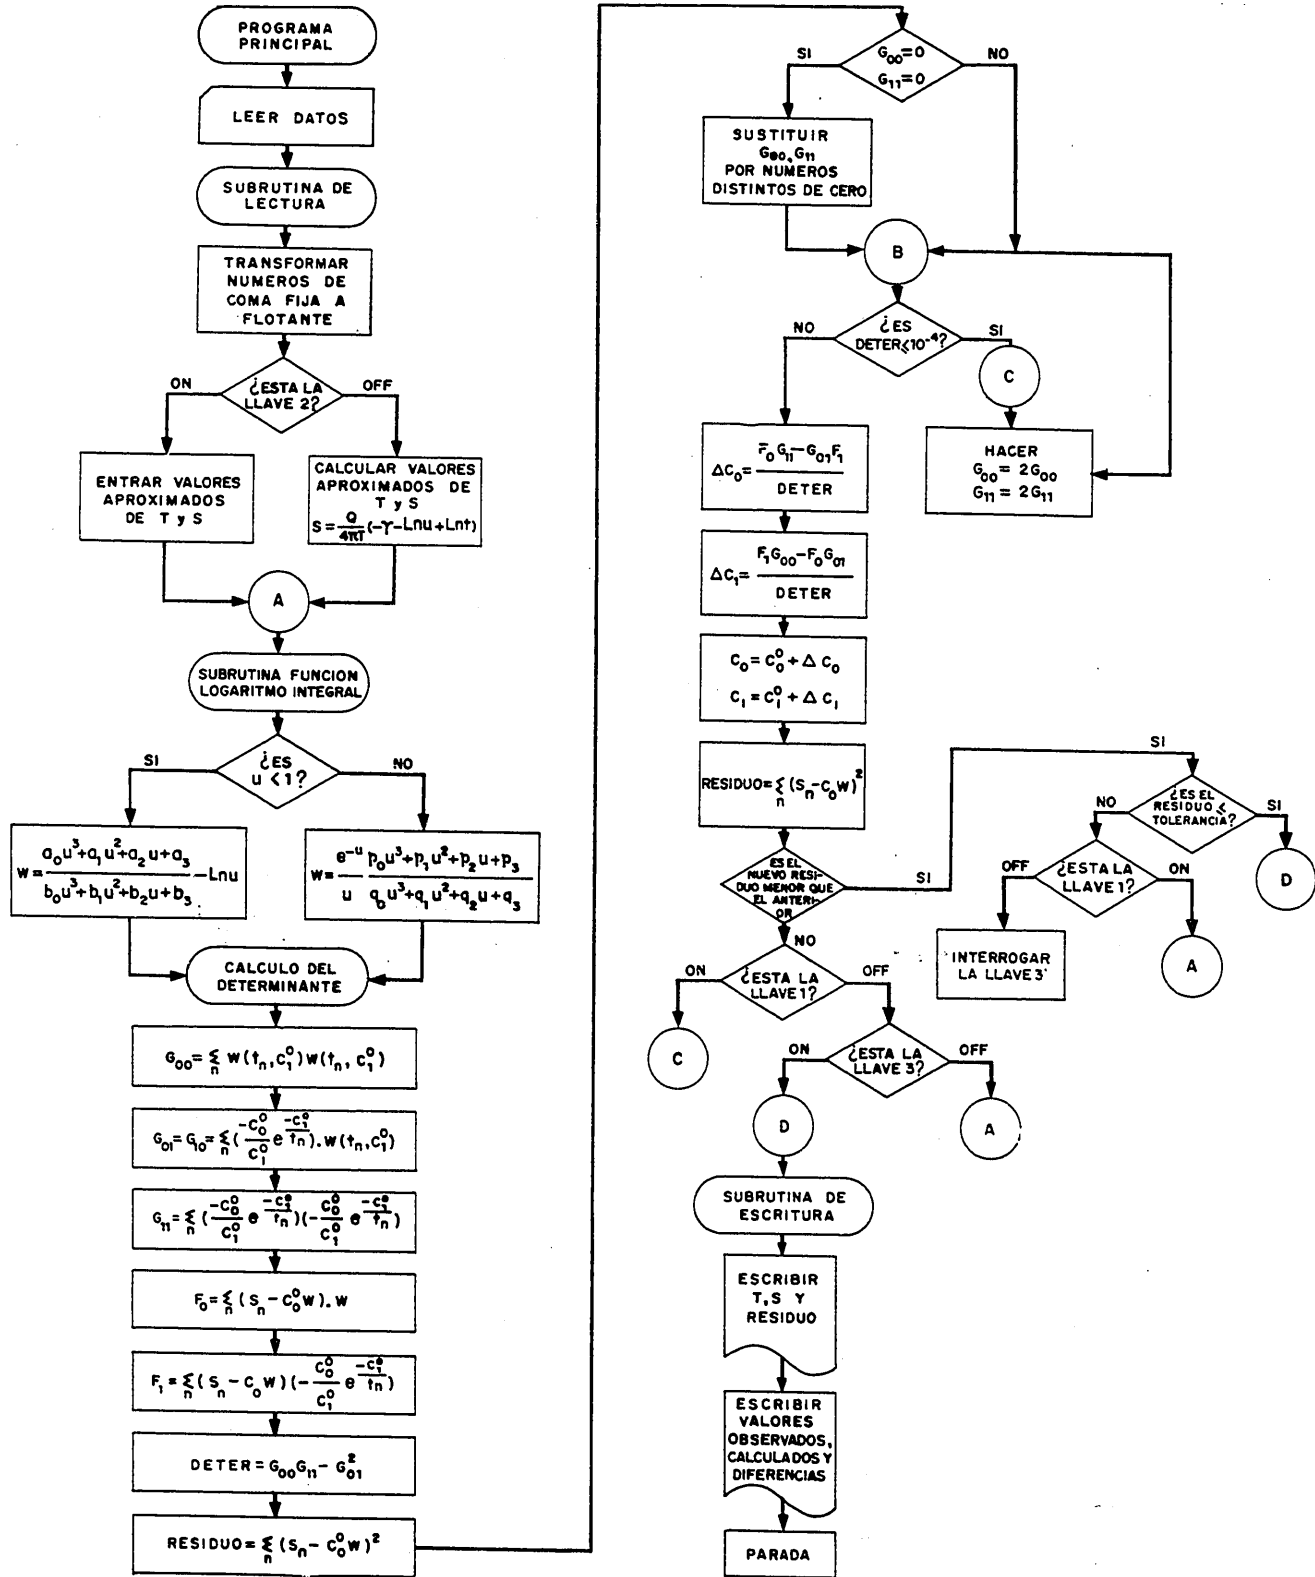 PROGRAMA
PRINCIPAL
LEER DATOS
SUBRUTINA DE
LECTURA
TRANSFORMAR
NUMEROS DE
COMA FIJA A
FLOTANTE
¿ESTA LA
LLAVE 2?
ON
OFF
ENTRAR VALORES
APROXIMADOS
DE T y S
CALCULAR VALORES
APROXIMADOS DE
T y S
S = Q/4πT (-γ-Lnu+Lnt)
A
SUBRUTINA FUNCION
LOGARITMO INTEGRAL
¿ES
u < 1?
SI
NO
W = (a₀u³+a₁u²+a₂u+a₃)/(b₀u³+b₁u²+b₂u+b₃) - Lnu
W = e⁻ᵘ/u (p₀u³+p₁u²+p₂u+p₃)/(q₀u³+q₁u²+q₂u+q₃)
CALCULO DEL
DETERMINANTE
G₀₀ = Σₙ W(tₙ, C₁⁰) W(tₙ, C₁⁰)
G₀₁ = G₁₀ = Σₙ (-C₀⁰/C₁⁰ e^(-C₁⁰/tₙ)). W(tₙ, C₁⁰)
G₁₁ = Σₙ (-C₀⁰/C₁⁰ e^(-C₁⁰/tₙ)) (-C₀⁰/C₁⁰ e^(-C₁⁰/tₙ))
F₀ = Σₙ (Sₙ - C₀⁰W). W
F₁ = Σₙ (Sₙ - C₀W) (-C₀⁰/C₁⁰ e^(-C₁⁰/tₙ))
DETER = G₀₀G₁₁ - G₀₁²
RESIDUO = Σₙ (Sₙ - C₀⁰W)²
G₀₀ = 0
G₁₁ = 0
SI
NO
SUSTITUIR
G₀₀, G₁₁
POR NUMEROS
DISTINTOS DE CERO
B
¿ES
DETER ≤ 10⁻⁴?
NO
SI
C
HACER
G₀₀ = 2G₀₀
G₁₁ = 2G₁₁
ΔC₀ = (F₀G₁₁ - G₀₁F₁)/DETER
ΔC₁ = (F₁G₀₀ - F₀G₀₁)/DETER
C₀ = C₀⁰ + ΔC₀
C₁ = C₁⁰ + ΔC₁
RESIDUO = Σₙ (Sₙ - C₀W)²
ES EL
NUEVO RESI-
DUO MENOR QUE
EL ANTERI-
OR
SI
NO
SI
¿ES EL
RESIDUO ≤
TOLERANCIA?
NO
SI
D
¿ESTA LA
LLAVE 1?
OFF
ON
INTERROGAR
LA LLAVE 3
A
¿ESTA LA
LLAVE 1?
ON
OFF
C
¿ESTA LA
LLAVE 3?
ON
OFF
D
A
SUBRUTINA DE
ESCRITURA
ESCRIBIR
T, S Y
RESIDUO
ESCRIBIR
VALORES
OBSERVADOS,
CALCULADOS Y
DIFERENCIAS
PARADA